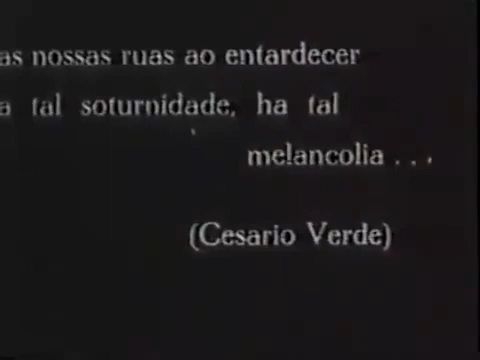 as nossas ruas ao entardecer
a tal soturnidade, ha tal
melancolia . . .
(Cesario Verde)